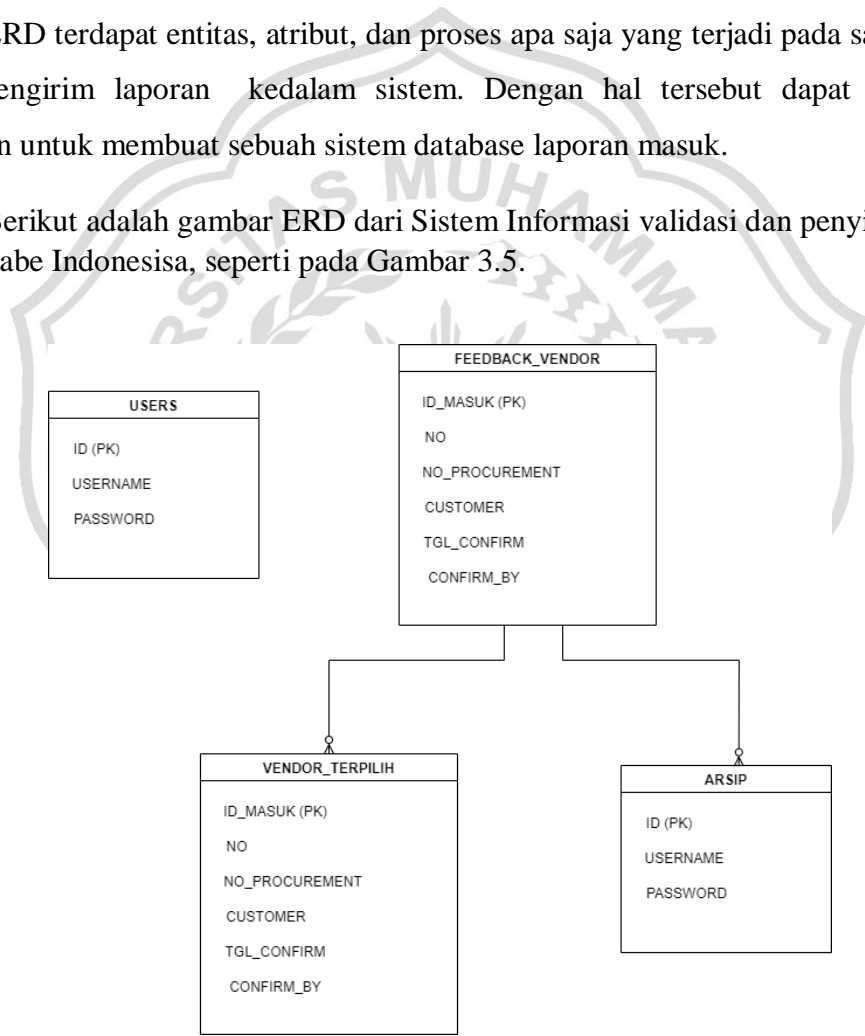 ERD terdapat entitas, atribut, dan proses apa saja yang terjadi pada
engirim laporan kedalam sistem. Dengan hal tersebut dapat
untuk membuat sebuah sistem database laporan masuk.
Berikut adalah gambar ERD dari Sistem Informasi validasi dan
abe Indonesisa, seperti pada Gambar 3.5.
FEEDBACK_VENDOR
ID_MASUK (PK)
NO
NO_PROCUREMENT
CUSTOMER
TGL_CONFIRM
CONFIRM_BY
USERS
ID (PK)
USERNAME
PASSWORD
VENDOR_TERPILIH
ID_MASUK (PK)
NO
NO_PROCUREMENT
CUSTOMER
TGL_CONFIRM
CONFIRM_BY
ARSIP
ID (PK)
USERNAME
PASSWORD